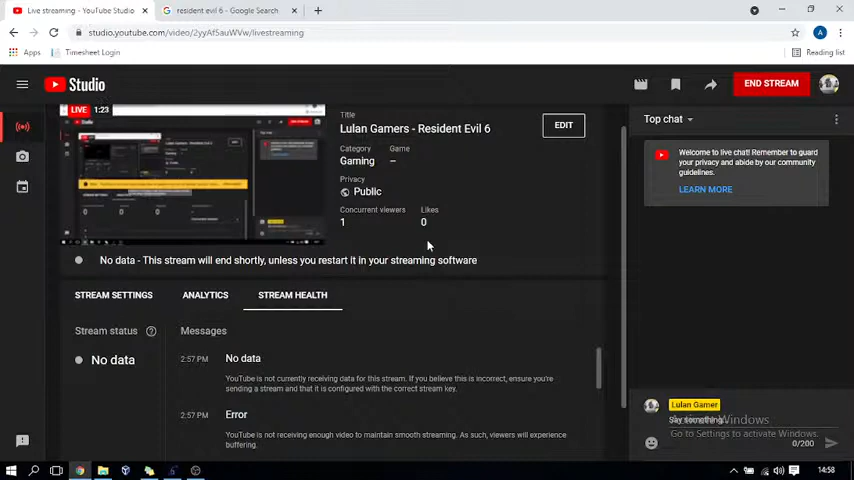 Live streaming - YouTube Studio
resident evil 6 - Google Search
studio.youtube.com/video/2yyAf5auWVw/livestreaming
A
Apps
Timesheet Login
Reading list
Studio
END STREAM
LIVE 1:23
Title
Lulan Gamers - Resident Evil 6
EDIT
Category
Game
Gaming
–
Privacy
Public
Concurrent viewers
Likes
1
0
No data - This stream will end shortly, unless you restart it in your streaming software
STREAM SETTINGS
ANALYTICS
STREAM HEALTH
Stream status
No data
Messages
2:57 PM
No data
YouTube is not currently receiving data for this stream. If you believe this is incorrect, ensure you're
sending a stream and that it is configured with the correct stream key.
2:57 PM
Error
YouTube is not receiving enough video to maintain smooth streaming. As such, viewers will experience
buffering.
Top chat
Welcome to live chat! Remember to guard
your privacy and abide by our community
guidelines.
LEARN MORE
Lulan Gamer
Say something...
Activate Windows
Go to Settings to activate Windows.
0/200
14:58